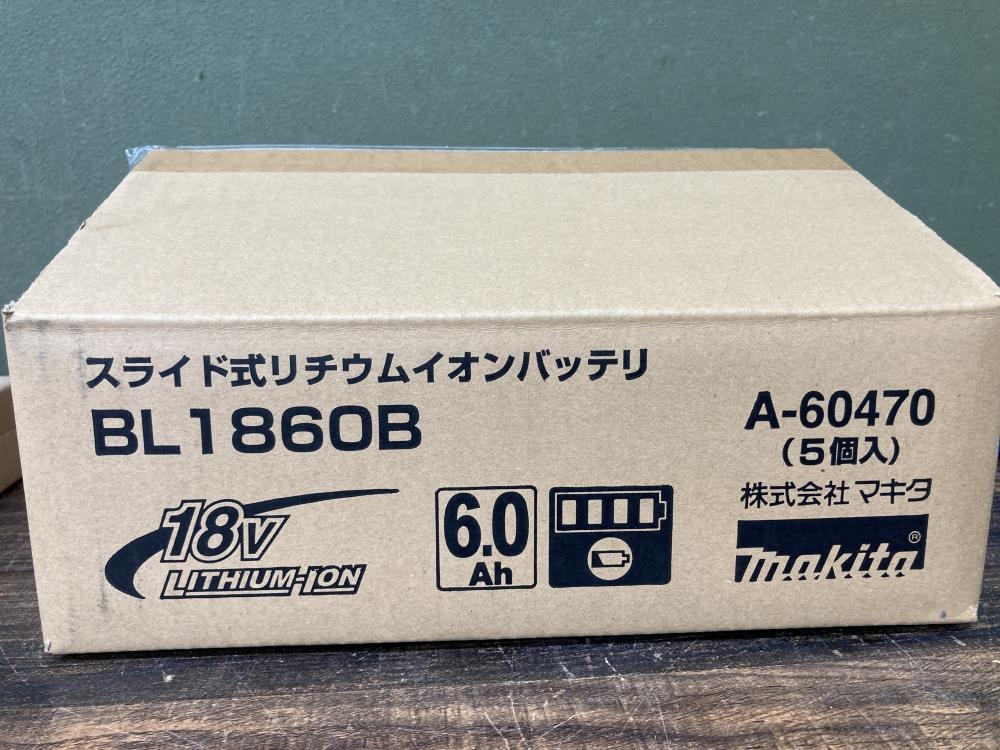 スライド式リチウムイオンバッテリ
BL1860B
18V
LITHIUM-ION
6.0
Ah
A-60470
(5個入)
株式会社マキタ
makita®